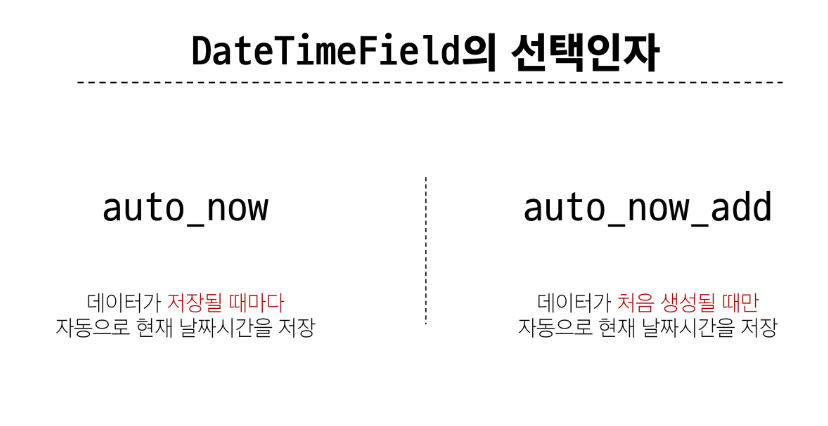 DateTimeField의 선택인자
auto_now
데이터가 저장될 때마다
자동으로 현재 날짜시간을 저장
auto_now_add
데이터가 처음 생성될 때만
자동으로 현재 날짜시간을 저장